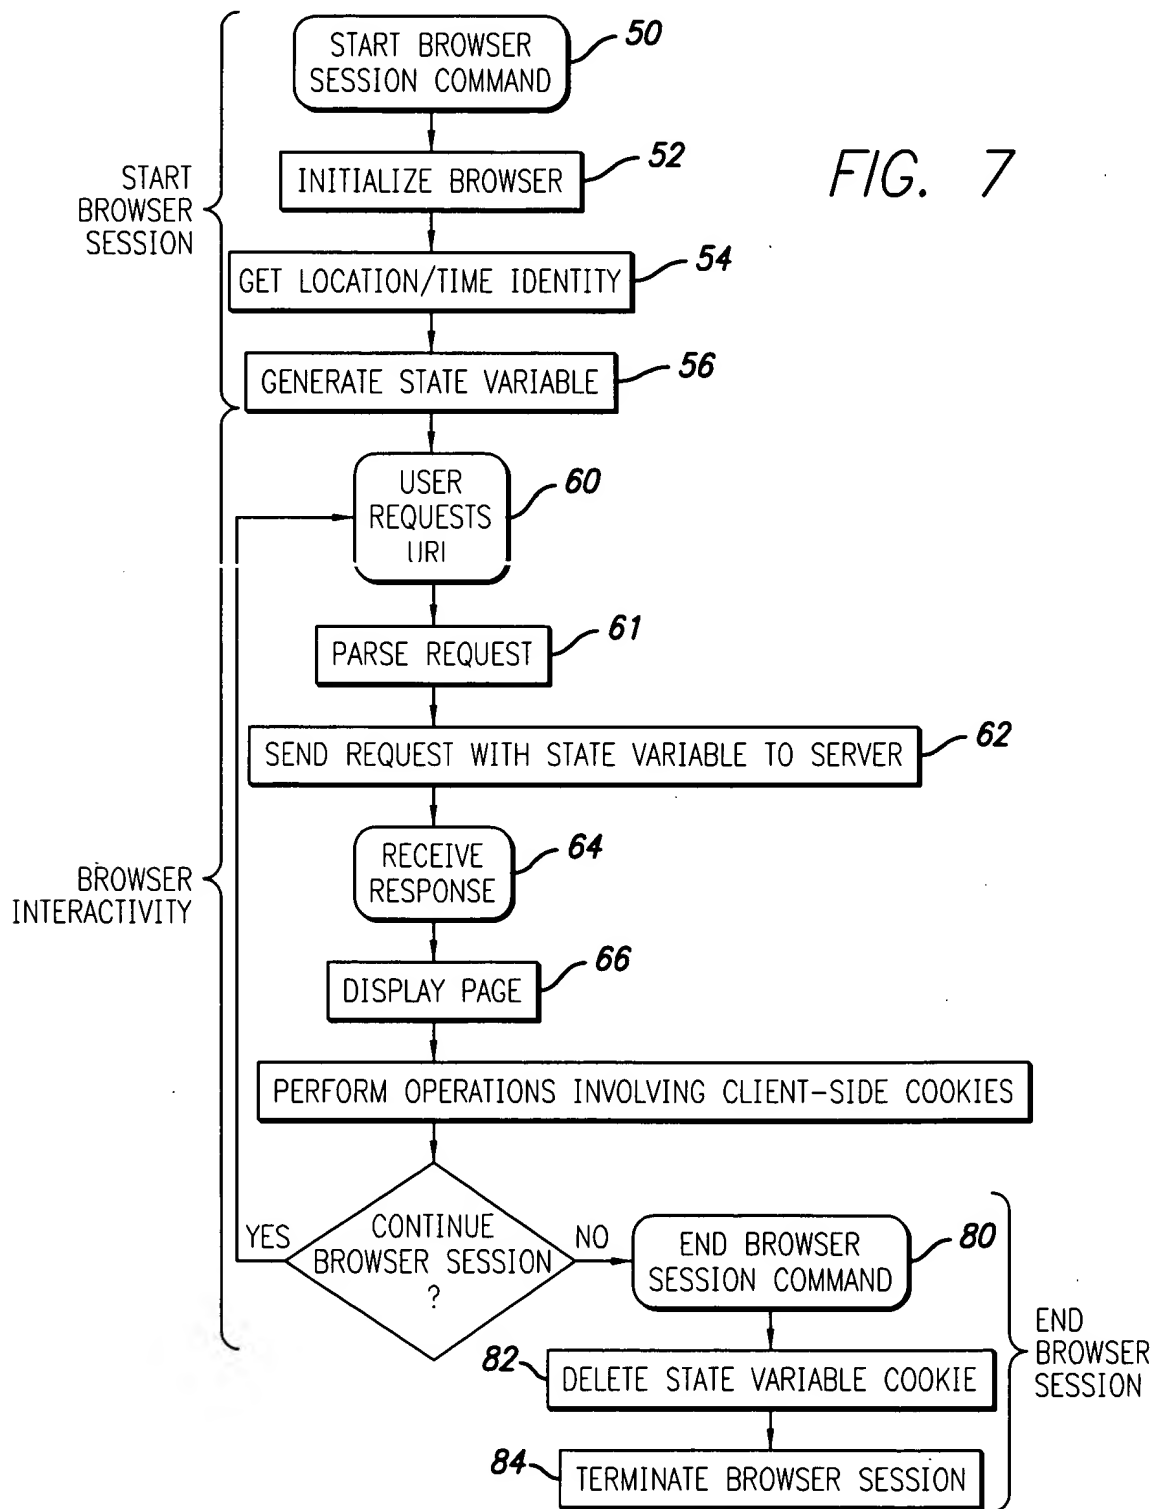 START BROWSER
SESSION COMMAND
50
INITIALIZE BROWSER
52
FIG. 7
START
BROWSER
SESSION
GET LOCATION/TIME IDENTITY
54
GENERATE STATE VARIABLE
56
USER
REQUESTS
60
PARSE REQUEST
61
SEND REQUEST WITH STATE VARIABLE TO SERVER
62
RECEIVE
RESPONSE
64
BROWSER
INTERACTIVITY
DISPLAY PAGE
66
PERFORM OPERATIONS INVOLVING CLIENT-SIDE COOKIES
YES
CONTINUE
BROWSER SESSION
?
NO
END BROWSER
SESSION COMMAND
80
82
DELETE STATE VARIABLE COOKIE
END
BROWSER
SESSION
84
TERMINATE BROWSER SESSION